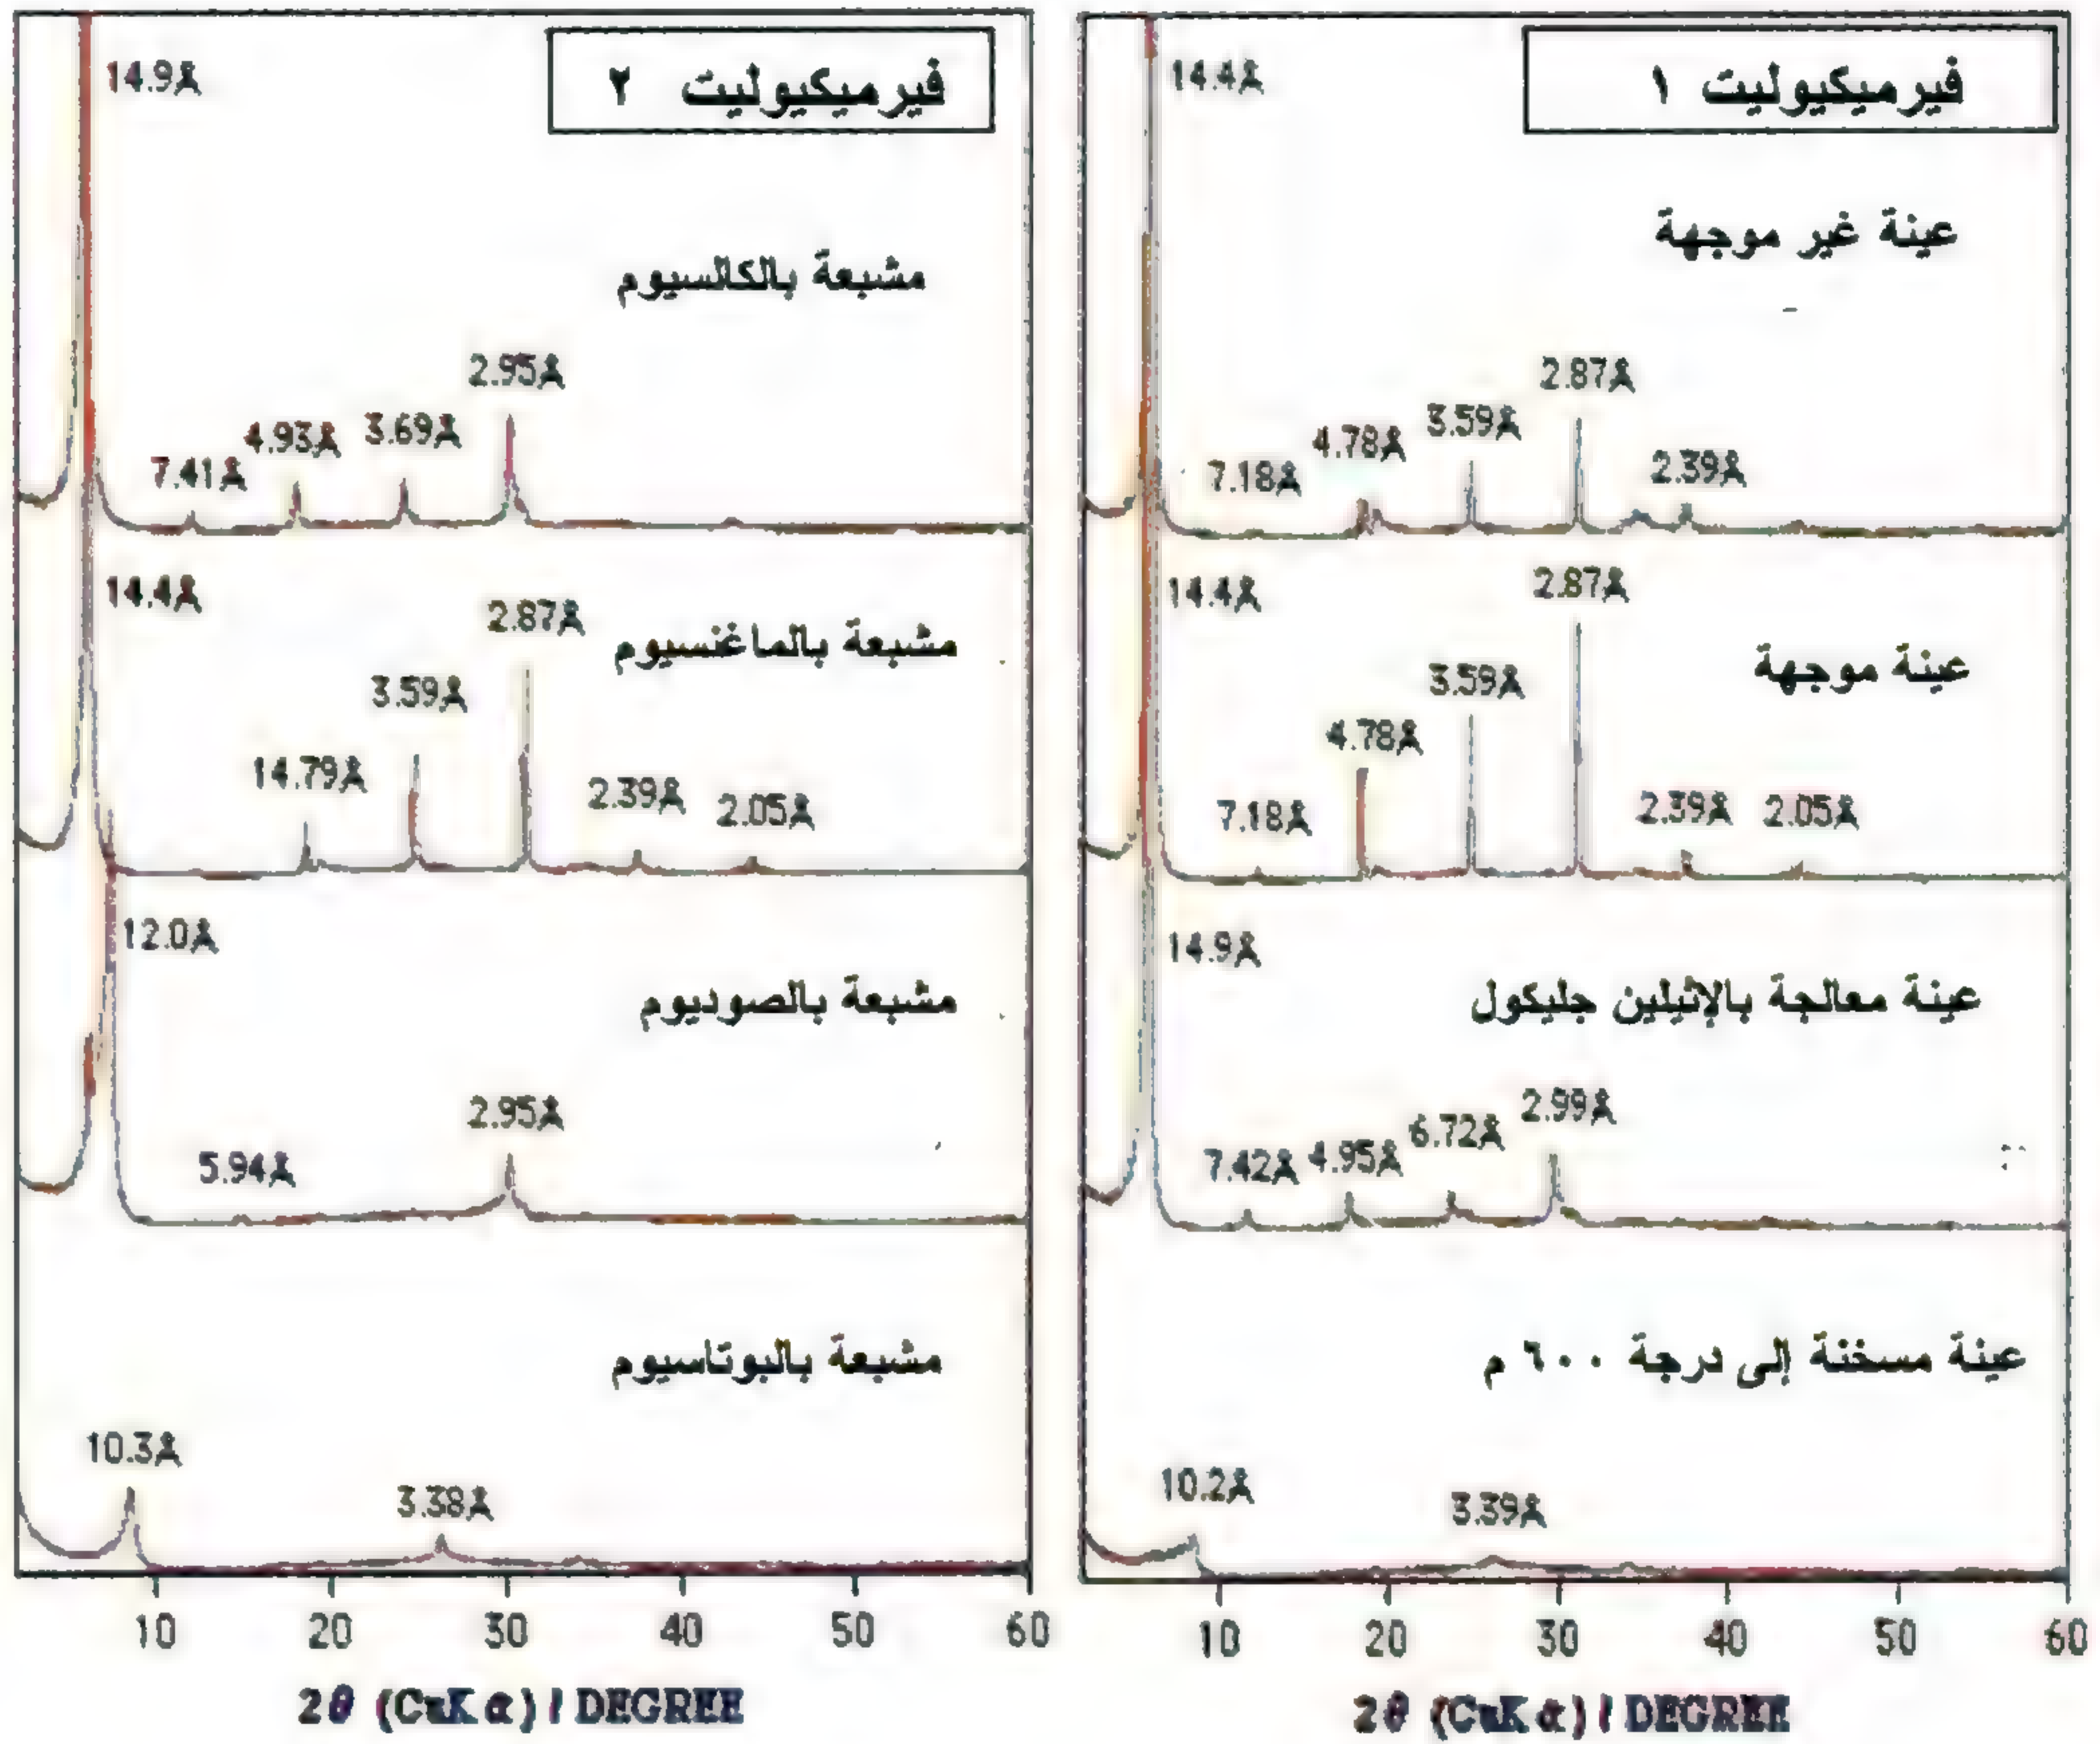 فيرميكيوليت ١
14.4Å
عينة غير موجهة
2.87Å
3.59Å
4.78Å
7.18Å
2.39Å
14.4Å
2.87Å
عينة موجهة
3.59Å
4.78Å
7.18Å
2.39Å
2.05Å
14.9Å
عينة معالجة بالإثيلين جليكول
2.99Å
6.72Å
4.95Å
7.42Å
عينة مسخنة إلى درجة ٦٠٠ م
10.2Å
3.39Å
10 20 30 40 50 60
2θ (CuKα) / DEGREE
فيرميكيوليت ٢
14.9Å
مشبعة بالكالسيوم
2.95Å
3.69Å
4.93Å
7.41Å
14.4Å
2.87Å
مشبعة بالماغنسيوم
3.59Å
14.79Å
2.39Å
2.05Å
12.0Å
مشبعة بالصوديوم
2.95Å
5.94Å
مشبعة بالبوتاسيوم
10.3Å
3.38Å
10 20 30 40 50 60
2θ (CuKα) / DEGREE